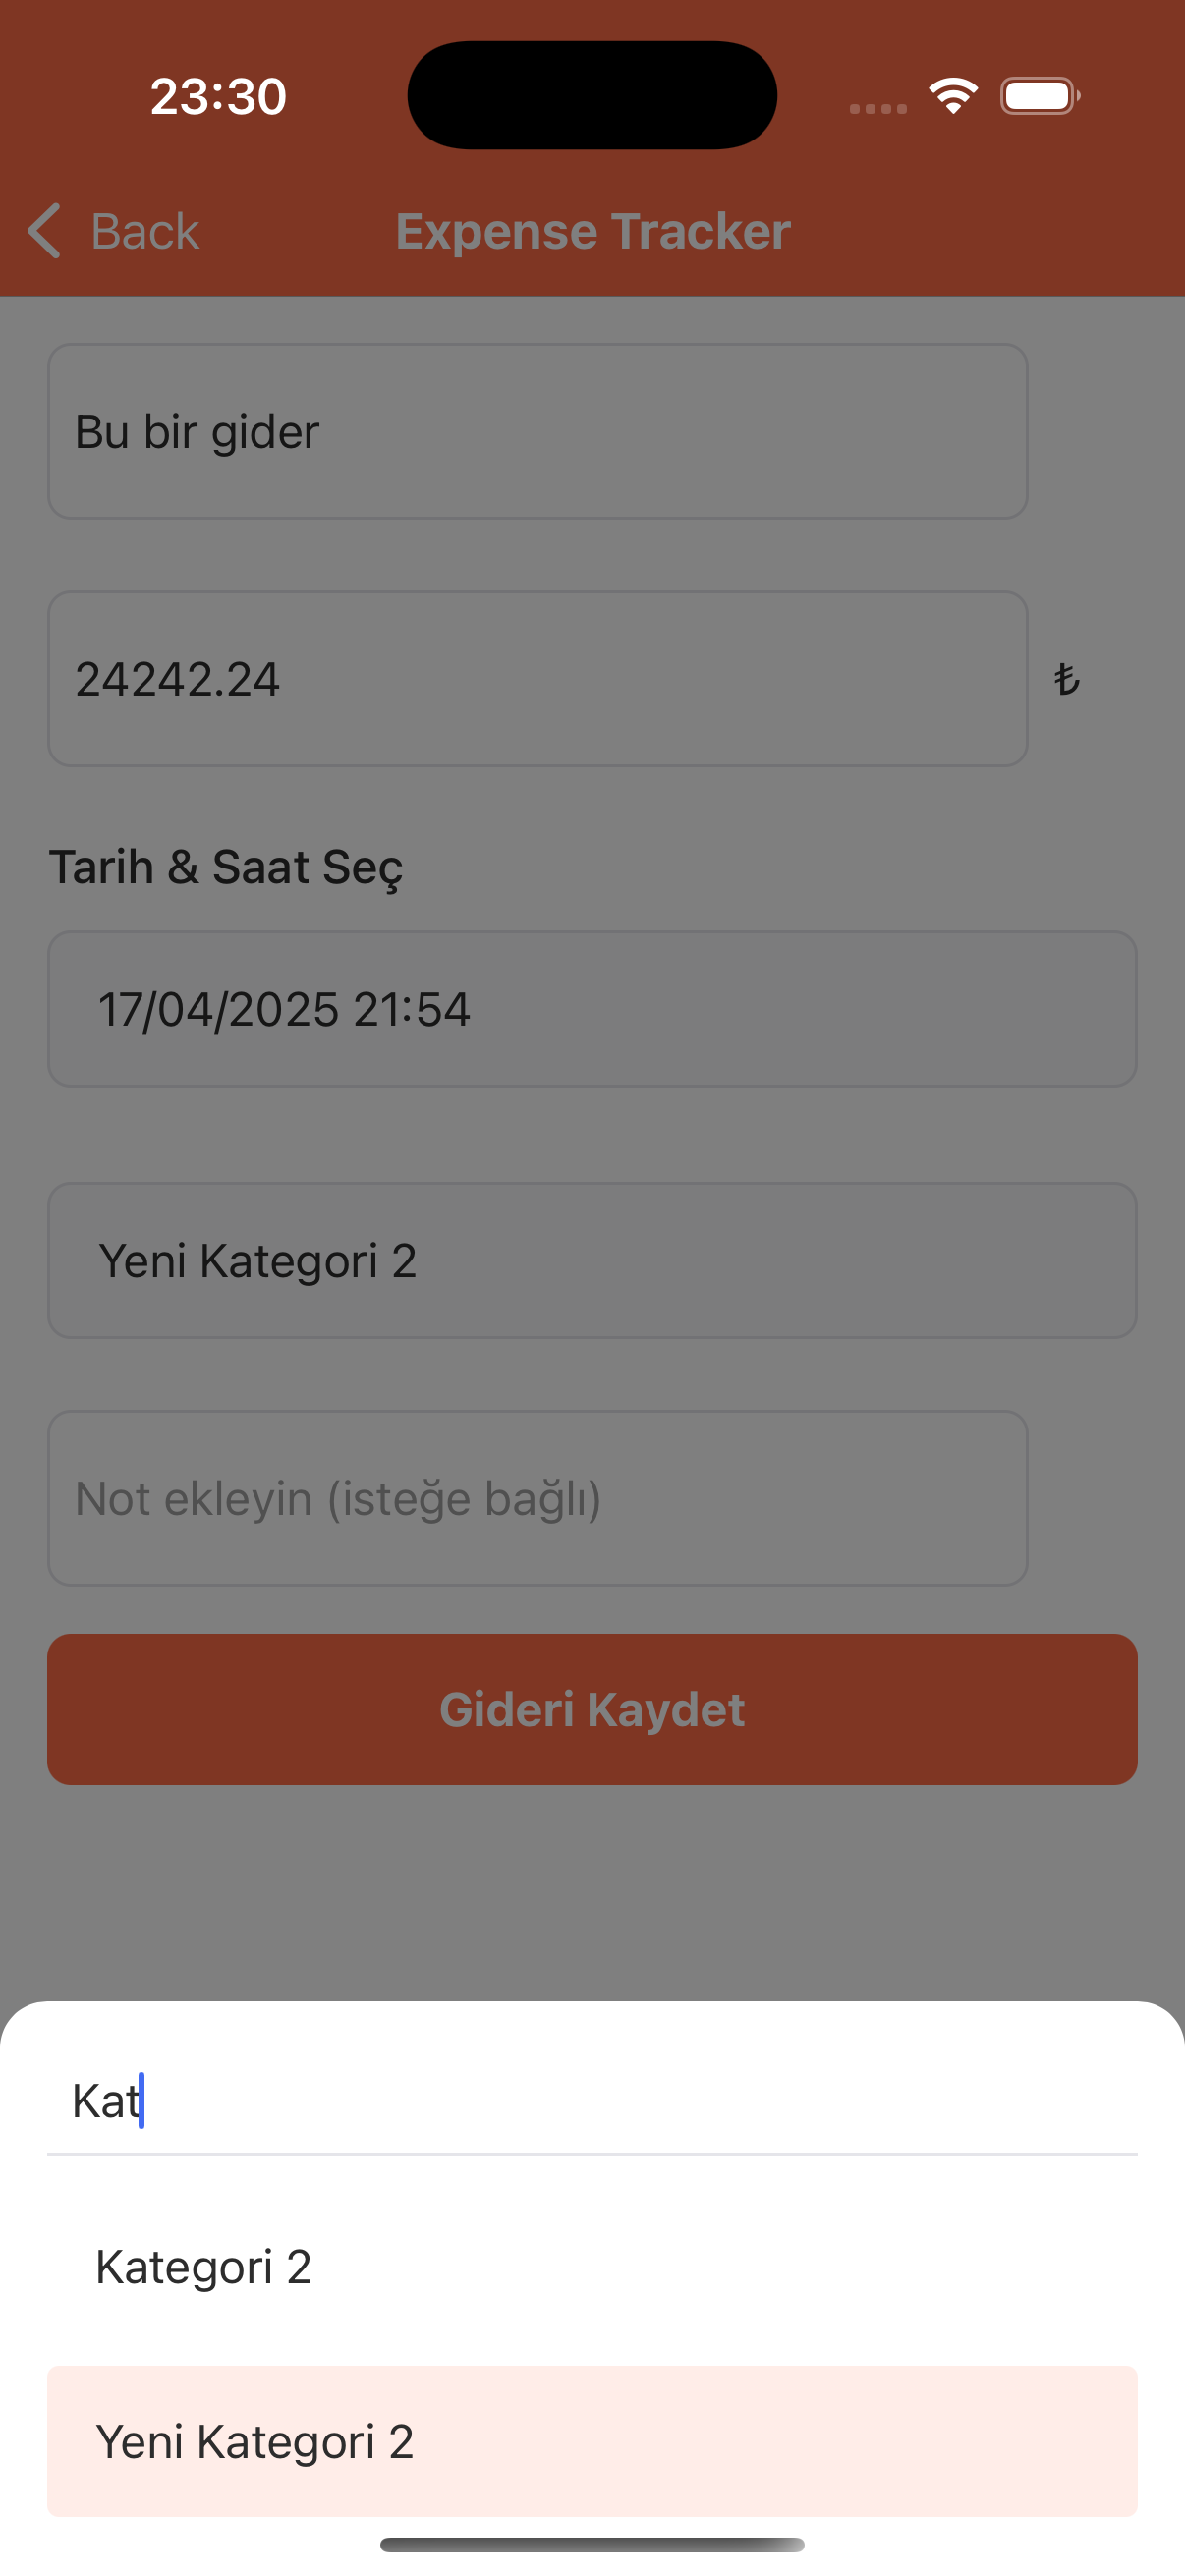 23:30
Back
Expense Tracker
Bu bir gider
24242.24
₺
Tarih & Saat Seç
17/04/2025 21:54
Yeni Kategori 2
Not ekleyin (isteğe bağlı)
Gideri Kaydet
Kat
Kategori 2
Yeni Kategori 2